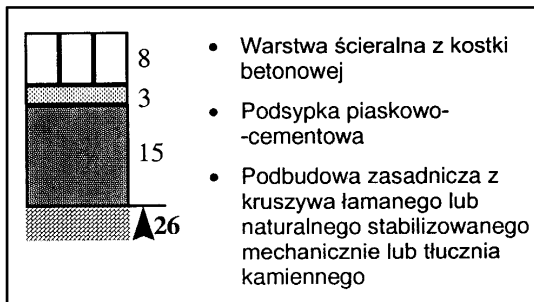 8
3
15
26
• Warstwa ścieralna z kostki
betonowej
• Podsypka piaskowo-
-cementowa
• Podbudowa zasadnicza z
kruszywa łamanego lub
naturalnego stabilizowanego
mechanicznie lub tłucznia
kamiennego